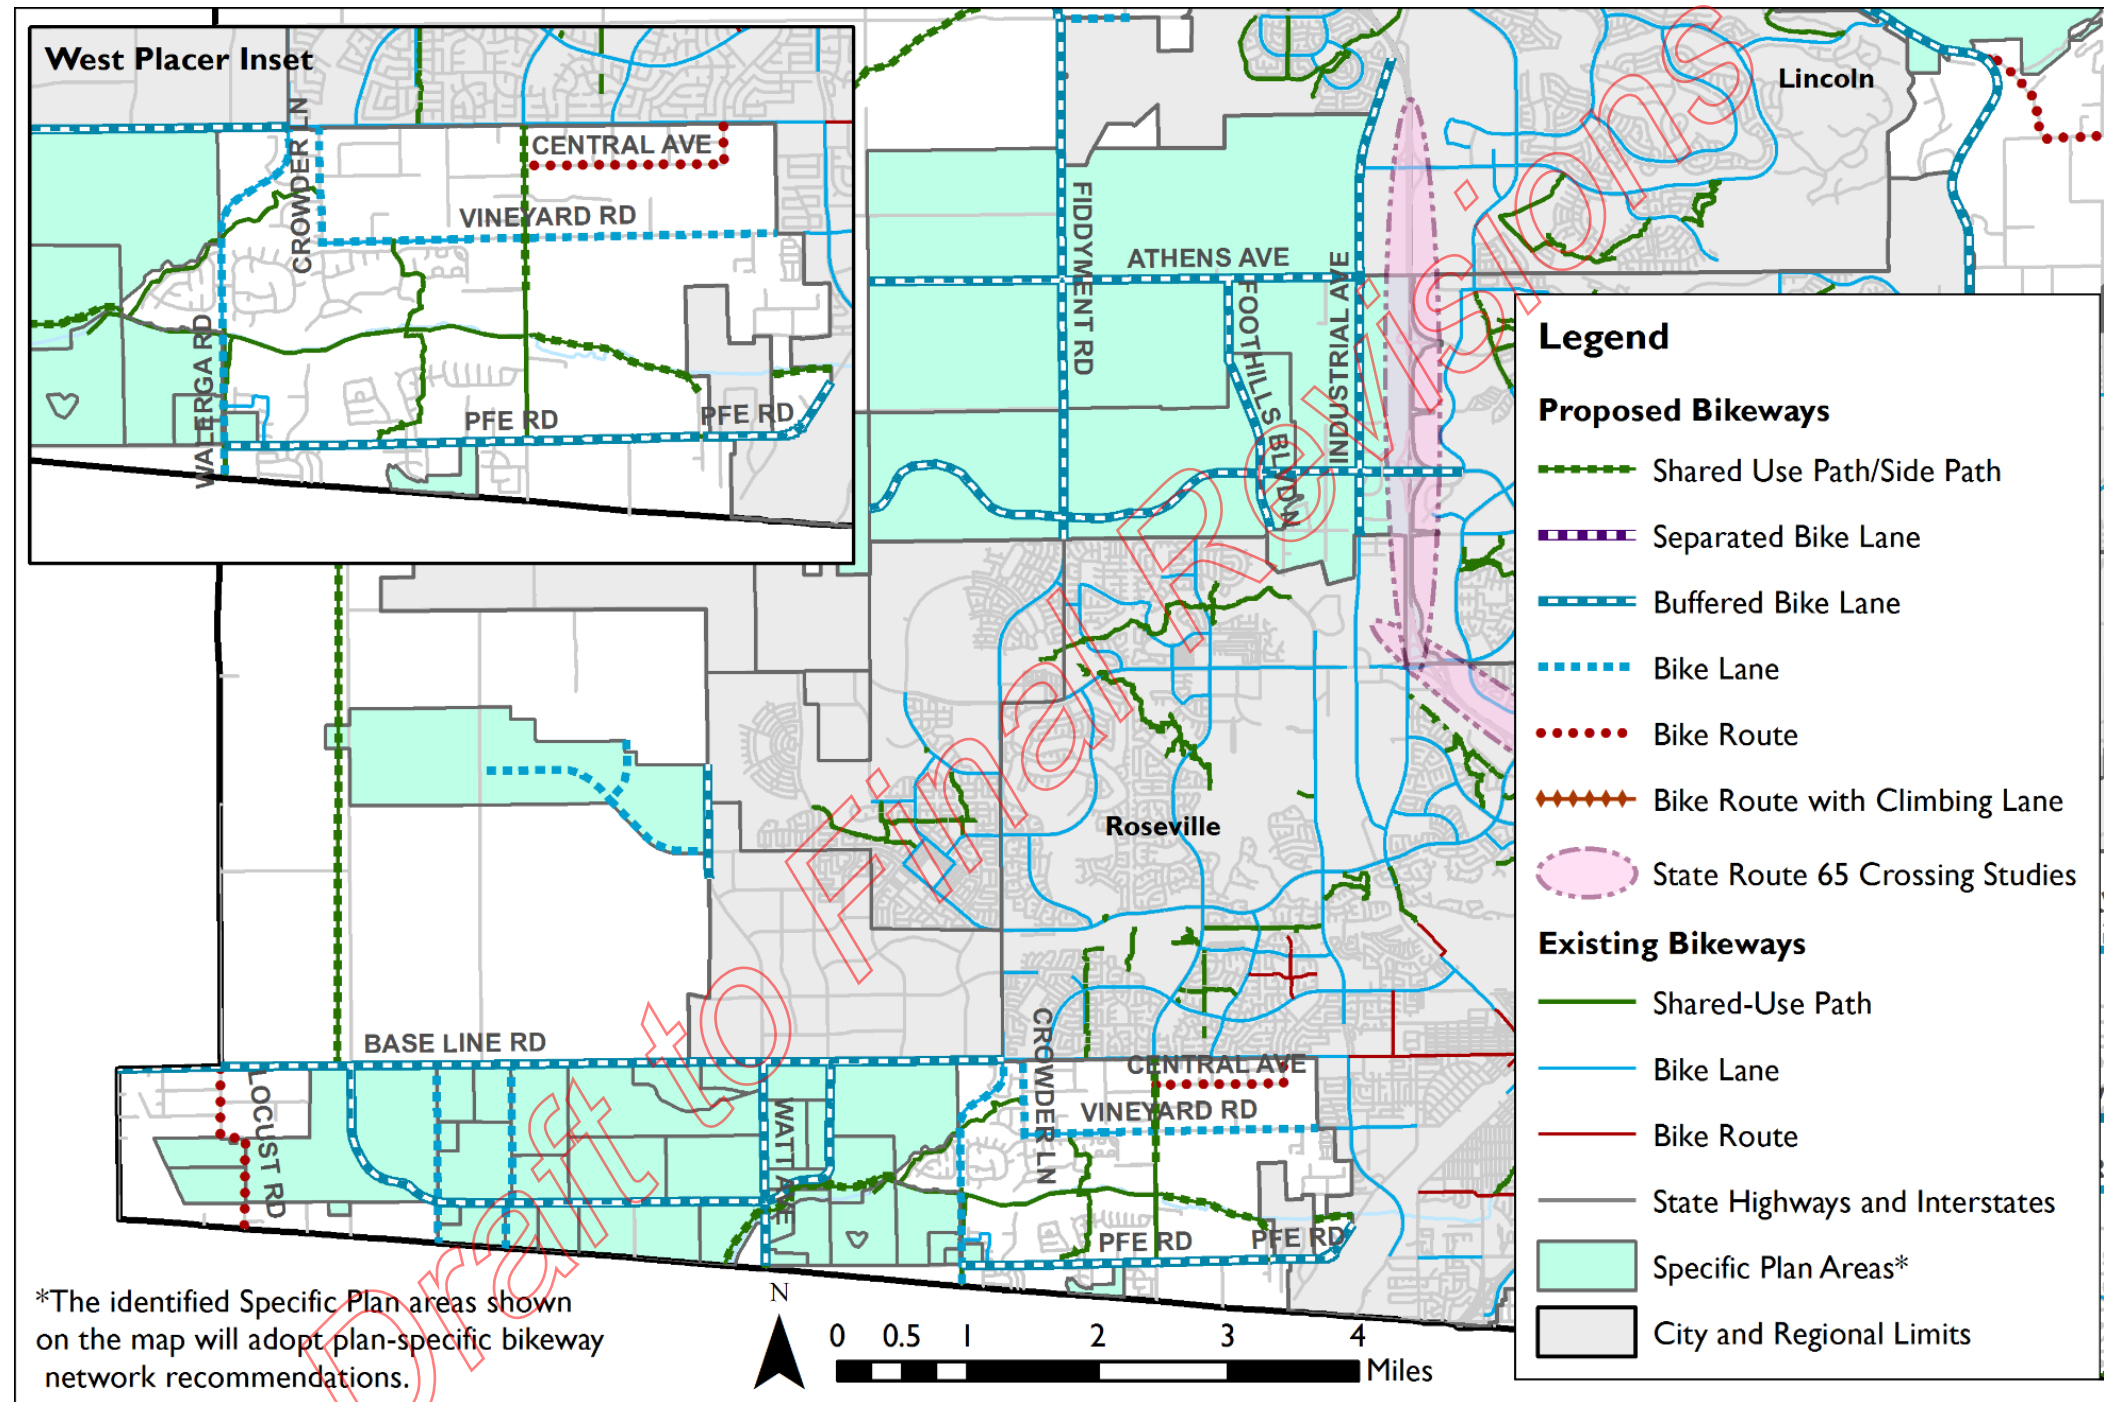 West Placer Inset
CROWDER LN
CENTRAL AVE
VINEYARD RD
WALERGA RD
PFE RD
PFE RD
Lincoln
FIDDYMENT RD
ATHENS AVE
FOOTHILLS BLVD N
INDUSTRIAL AVE
Roseville
BASE LINE RD
LOCUST RD
WATT AVE
CROWDER LN
CENTRAL AVE
VINEYARD RD
PFE RD
PFE RD
Draft to Final Revisions
Legend
Proposed Bikeways
Shared Use Path/Side Path
Separated Bike Lane
Buffered Bike Lane
Bike Lane
Bike Route
Bike Route with Climbing Lane
State Route 65 Crossing Studies
Existing Bikeways
Shared-Use Path
Bike Lane
Bike Route
State Highways and Interstates
Specific Plan Areas*
City and Regional Limits
*The identified Specific Plan areas shown
on the map will adopt plan-specific bikeway
network recommendations.
N
0 0.5 1 2 3 4
Miles